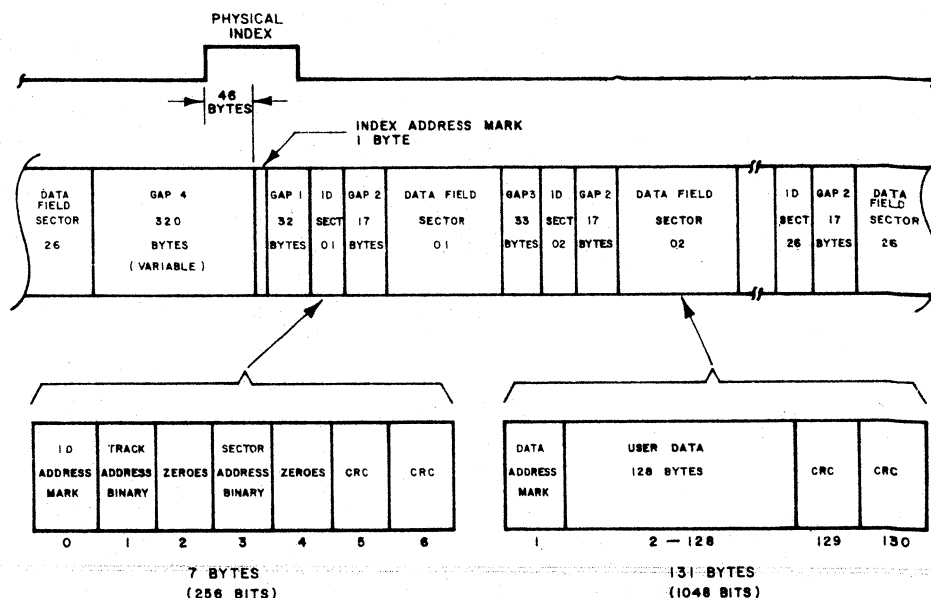 PHYSICAL
INDEX
46
BYTES
INDEX ADDRESS MARK
1 BYTE
DATA
FIELD
SECTOR
26
GAP 4
320
BYTES
(VARIABLE)
GAP 1
32
BYTES
ID
SECT
01
GAP 2
17
BYTES
DATA FIELD
SECTOR
01
GAP3
33
BYTES
ID
SECT
02
GAP 2
17
BYTES
DATA FIELD
SECTOR
02
ID
SECT
26
GAP 2
17
BYTES
DATA
FIELD
SECTOR
26
ID
ADDRESS
MARK
TRACK
ADDRESS
BINARY
ZEROES
SECTOR
ADDRESS
BINARY
ZEROES
CRC
CRC
0 1 2 3 4 5 6
7 BYTES
(256 BITS)
DATA
ADDRESS
MARK
USER DATA
128 BYTES
CRC
CRC
1 2 — 128 129 130
131 BYTES
(1048 BITS)